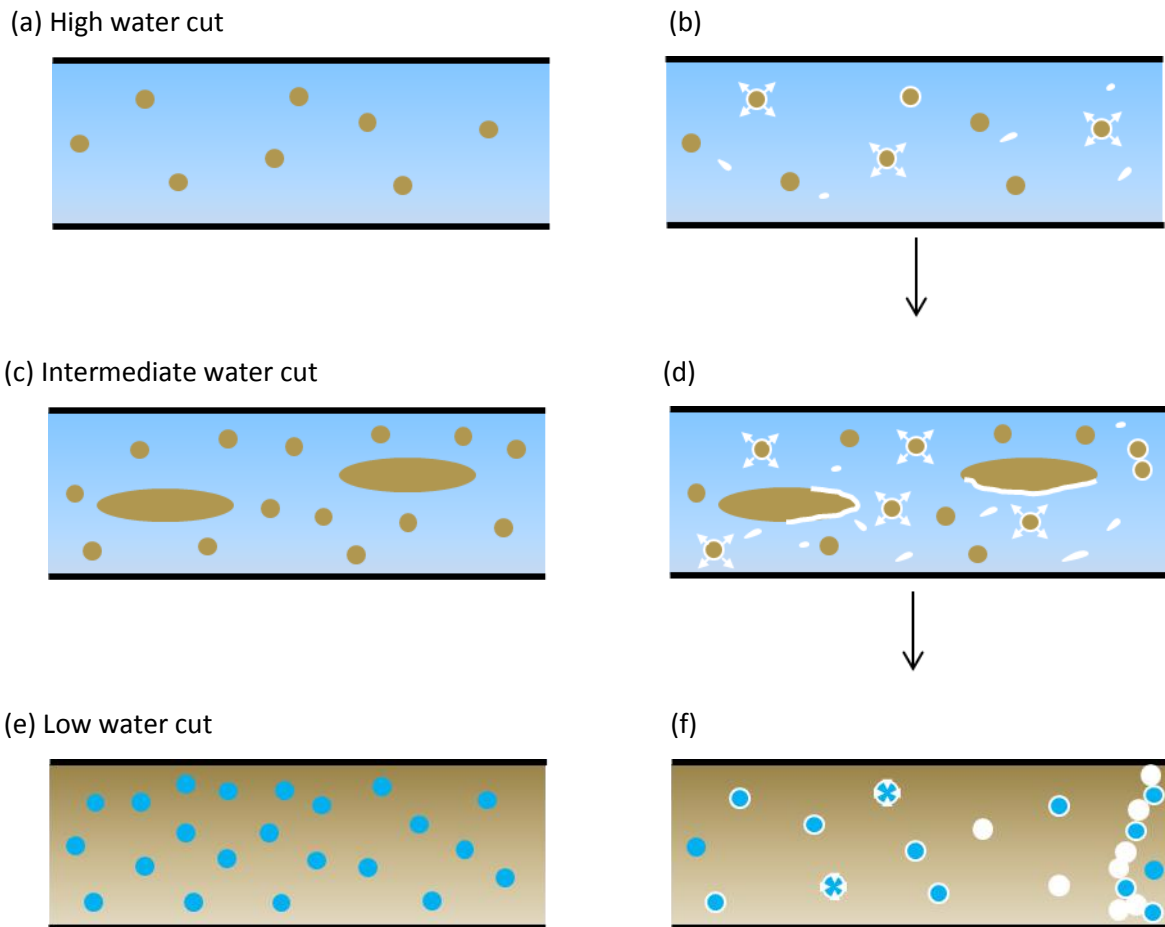 (a) High water cut
(b)
(c) Intermediate water cut
(d)
(e) Low water cut
(f)